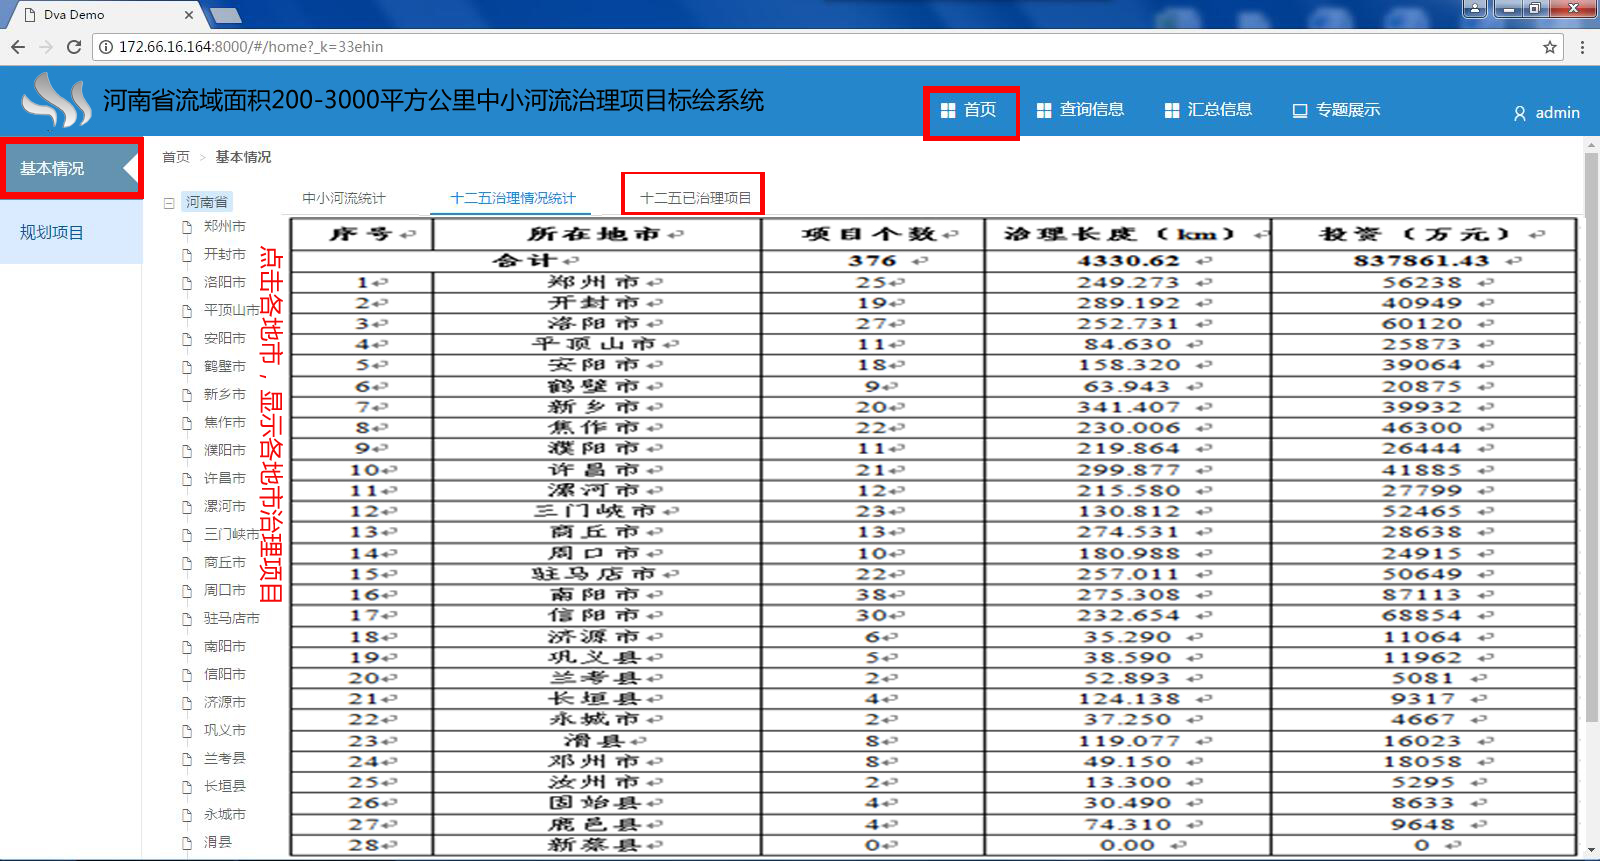 Dva Demo
172.66.16.164:8000/#/home?_k=33ehin
河南省流域面积200-3000平方公里中小河流治理项目标绘系统
首页 查询信息 汇总信息 专题展示 admin
基本情况
规划项目
首页 > 基本情况
中小河流统计 十二五治理情况统计 十二五已治理项目
河南省
郑州市
开封市
洛阳市
平顶山市
安阳市
鹤壁市
新乡市
焦作市
濮阳市
许昌市
漯河市
三门峡市
商丘市
周口市
驻马店市
南阳市
信阳市
济源市
巩义市
兰考县
长垣县
永城市
滑县
点击各地市，显示各地市治理项目
序号 所在地市 项目个数 治理长度（km） 投资（万元）
合计 376 4330.62 837861.43
1 郑州市 25 249.273 56238
2 开封市 19 289.192 40949
3 洛阳市 27 252.731 60120
4 平顶山市 11 84.630 25873
5 安阳市 18 158.320 39064
6 鹤壁市 9 63.943 20875
7 新乡市 20 341.407 39932
8 焦作市 22 230.006 46300
9 濮阳市 11 219.864 26444
10 许昌市 21 299.877 41885
11 漯河市 12 215.580 27799
12 三门峡市 23 130.812 52465
13 商丘市 13 274.531 28638
14 周口市 10 180.988 24915
15 驻马店市 22 257.011 50649
16 南阳市 38 275.308 87113
17 信阳市 30 232.654 68854
18 济源市 6 35.290 11064
19 巩义县 5 38.590 11962
20 兰考县 2 52.893 5081
21 长垣县 4 124.138 9317
22 永城市 2 37.250 4667
23 滑县 8 119.077 16023
24 邓州市 8 49.150 18058
25 汝州市 2 13.300 5295
26 固始县 4 30.490 8633
27 鹿邑县 4 74.310 9648
28 新蔡县 0 0.00 0